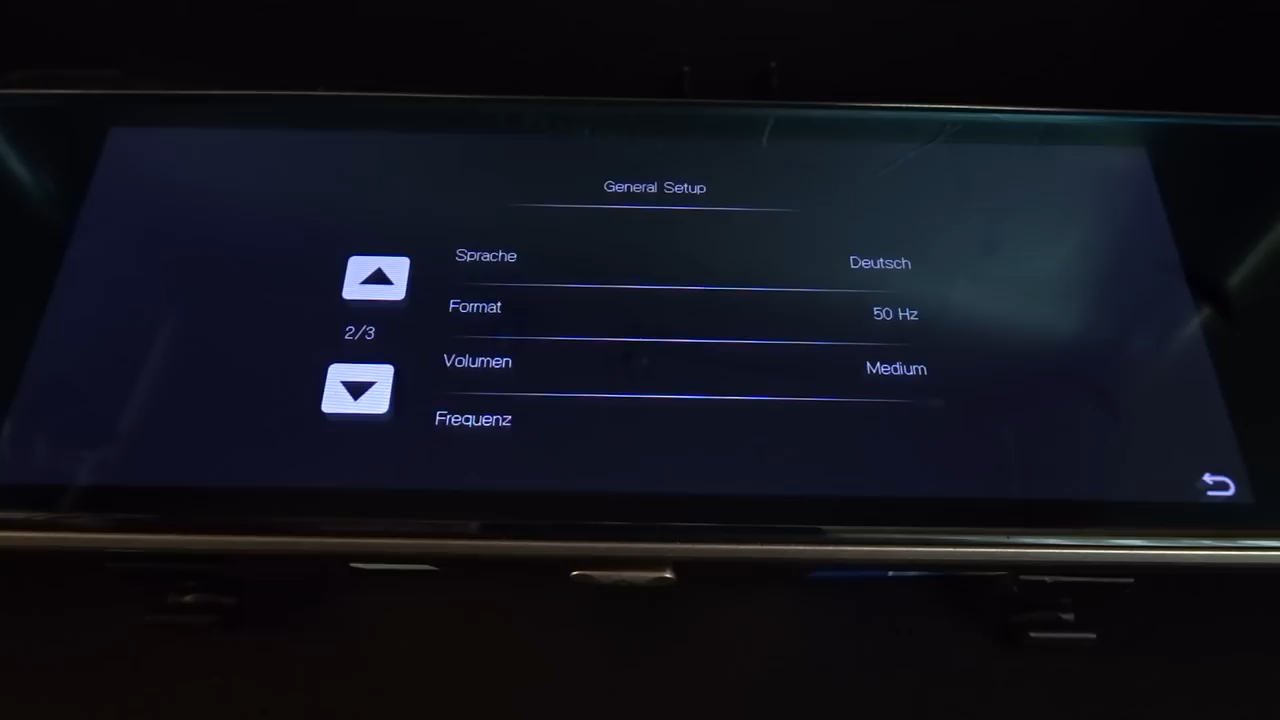 General Setup
Sprache Deutsch
Format 50 Hz
2/3
Volumen Medium
Frequenz